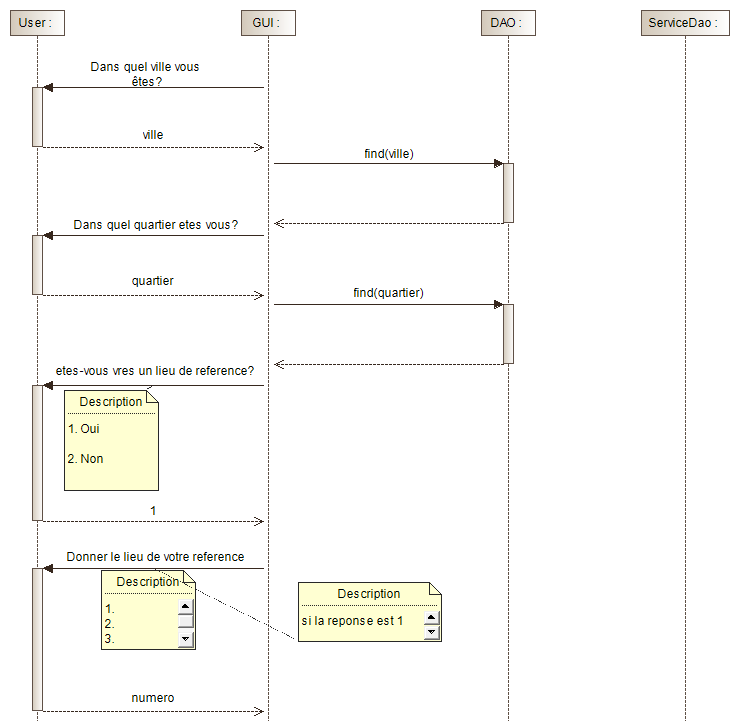 User :
GUI :
DAO :
ServiceDao :
Dans quel ville vous
êtes?
ville
find(ville)
Dans quel quartier etes vous?
quartier
find(quartier)
etes-vous vres un lieu de reference?
Description
1. Oui
2. Non
1
Donner le lieu de votre reference
Description
1.
2.
3.
Description
si la reponse est 1
numero